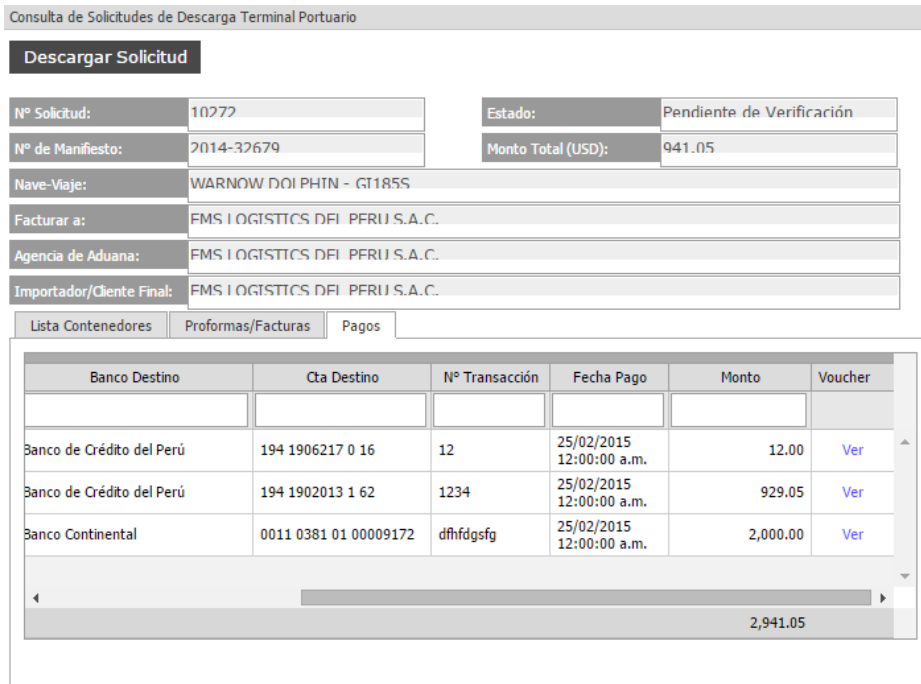 Consulta de Solicitudes de Descarga Terminal Portuario
Descargar Solicitud
Nº Solicitud: 10272 Estado: Pendiente de Verificación
Nº de Manifiesto: 2014-32679 Monto Total (USD): 941.05
Nave-Viaje: WARNOW DOLPHIN - GI185S
Facturar a: EMS LOGISTICS DEL PERU S.A.C.
Agencia de Aduana: EMS LOGISTICS DEL PERU S.A.C.
Importador/Cliente Final: EMS LOGISTICS DEL PERU S.A.C.
Lista Contenedores Proformas/Facturas Pagos
Banco Destino Cta Destino Nº Transacción Fecha Pago Monto Voucher
Banco de Crédito del Perú 194 1906217 0 16 12 25/02/2015 12:00:00 a.m. 12.00 Ver
Banco de Crédito del Perú 194 1902013 1 62 1234 25/02/2015 12:00:00 a.m. 929.05 Ver
Banco Continental 0011 0381 01 00009172 dfhfdgsfg 25/02/2015 12:00:00 a.m. 2,000.00 Ver
2,941.05